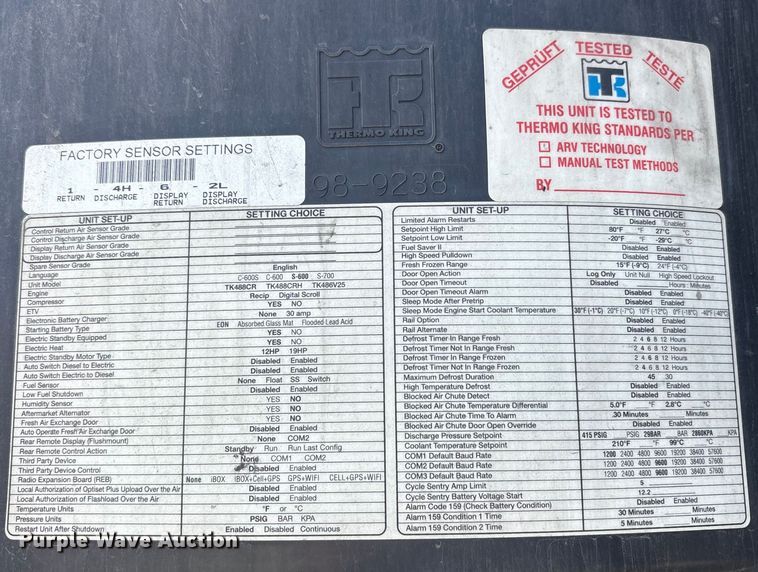 THERMO KING
®
98-9238
GEPRÜFT TESTED TESTÉ
THIS UNIT IS TESTED TO
THERMO KING STANDARDS PER
ARV TECHNOLOGY
MANUAL TEST METHODS
BY
FACTORY SENSOR SETTINGS
1 - 4H - 6 - 2L
RETURN DISCHARGE DISPLAY RETURN DISPLAY DISCHARGE
UNIT SET-UP SETTING CHOICE
Control Return Air Sensor Grade
Control Discharge Air Sensor Grade
Display Return Air Sensor Grade
Display Discharge Air Sensor Grade
Spare Sensor Grade
Language English
Unit Model C-600S C-600 S-600 S-700
Engine TK488CR TK488CRH TK486V25
Compressor Recip Digital Scroll
ETV YES NO
Electronic Battery Charger None 30 amp
Starting Battery Type EON Absorbed Glass Mat Flooded Lead Acid
Electric Standby Equipped YES NO
Electric Heat YES NO
Electric Standby Motor Type 12HP 19HP
Auto Switch Diesel to Electric Disabled Enabled
Auto Switch Electric to Diesel Disabled Enabled
Fuel Sensor None Float SS Switch
Low Fuel Shutdown Disabled Enabled
Humidity Sensor YES NO
Aftermarket Alternator YES NO
Fresh Air Exchange Door YES NO
Auto Operate Fresh Air Exchange Door Disabled Enabled
Rear Remote Display (Flushmount) None COM2
Rear Remote Control Action Standby Run Run Last Config
Third Party Device None COM1 COM2
Third Party Device Control Disabled Enabled
Radio Expansion Board (REB) None iBOX iBOX+Cell+GPS GPS+WIFI CELL+GPS+WIFI
Local Authorization of Optiset Plus Upload Over the Air Disabled Enabled
Local Authorization of Flashload Over the Air Disabled Enabled
Temperature Units °F or °C
Pressure Units PSIG BAR KPA
Restart Unit After Shutdown Enabled Disabled Continuous
UNIT SET-UP SETTING CHOICE
Limited Alarm Restarts Disabled Enabled
Setpoint High Limit 80°F °F 27°C °C
Setpoint Low Limit -20°F °F -29°C °C
Fuel Saver II Disabled Enabled
High Speed Pulldown Disabled Enabled
Fresh Frozen Range 15°F (-9°C) 24°F (-4°C)
Door Open Action Log Only Unit Null High Speed Lockout
Door Open Timeout Disabled Hours : Minutes
Door Open Timeout Alarm Disabled Enabled
Sleep Mode After Pretrip Disabled Enabled
Sleep Mode Engine Start Coolant Temperature 30°F (-1°C) 20°F (-7°C) 10°F (-12°C) 0°F (-18°C) -40°F (-40°C)
Rail Option Disabled Enabled
Rail Alternate Disabled Enabled
Defrost Timer In Range Fresh 2 4 6 8 12 Hours
Defrost Timer Not In Range Fresh 2 4 6 8 12 Hours
Defrost Timer In Range Frozen 2 4 6 8 12 Hours
Defrost Timer Not In Range Frozen 2 4 6 8 12 Hours
Maximum Defrost Duration 45 30
High Temperature Defrost Disabled Enabled
Blocked Air Chute Detect Disabled Enabled
Blocked Air Chute Temperature Differential 5.0°F °F 2.8°C °C
Blocked Air Chute Time To Alarm 30 Minutes Minutes
Blocked Air Chute Door Open Override Disabled Enabled
Discharge Pressure Setpoint 415 PSIG PSIG 29BAR BAR 2860KPA KPA
Coolant Temperature Setpoint 210°F °F 99°C °C
COM1 Default Baud Rate 1200 2400 4800 9600 19200 38400 57600
COM2 Default Baud Rate 1200 2400 4800 9600 19200 38400 57600
COM3 Default Baud Rate 1200 2400 4800 9600 19200 38400 57600
Cycle Sentry Amp Limit 5
Cycle Sentry Battery Voltage Start 12.2
Alarm Code 159 (Check Battery Condition) Disabled Enabled
Alarm 159 Condition 1 Time 30 Minutes Minutes
Alarm 159 Condition 2 Time 5 Minutes Minutes
Purple Wave Auction